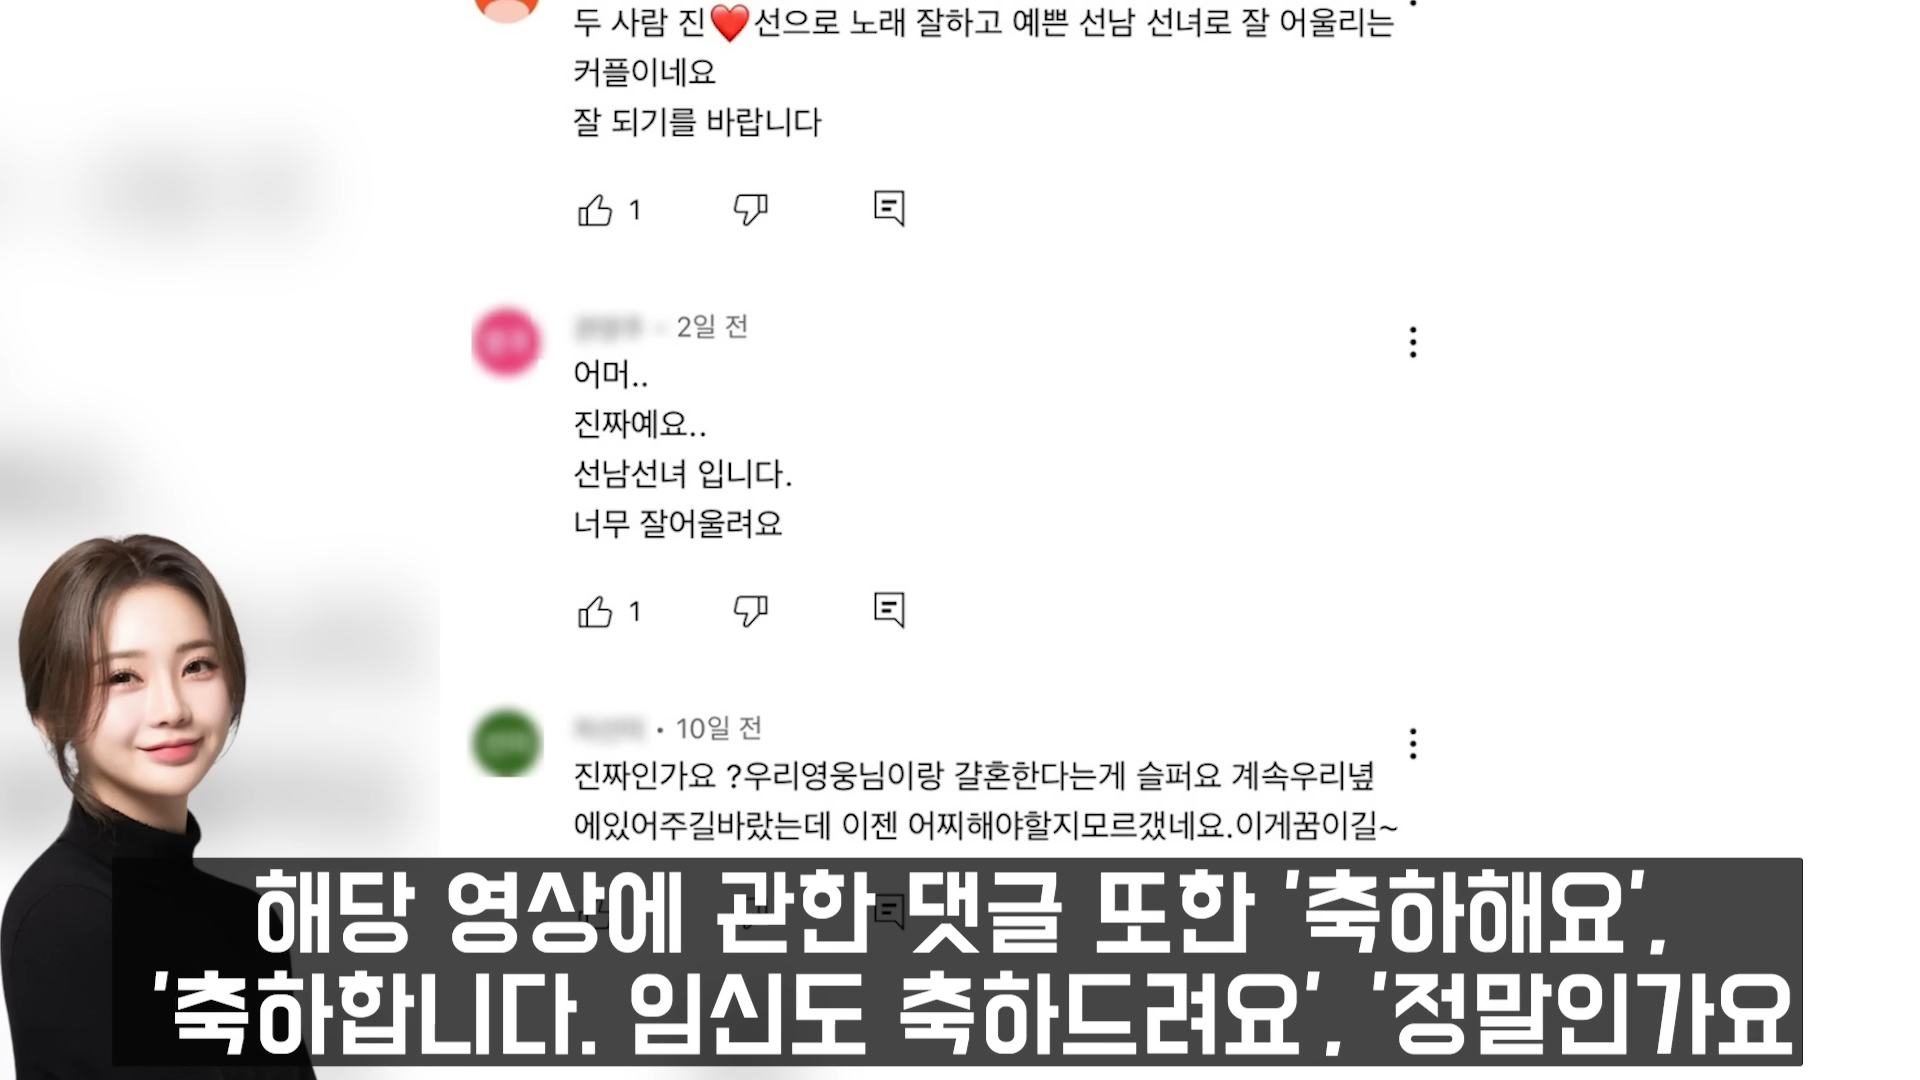 두 사람 진❤️선으로 노래 잘하고 예쁜 선남 선녀로 잘 어울리는
커플이네요
잘 되기를 바랍니다
1
2일 전
어머..
진짜예요..
선남선녀 입니다.
너무 잘어울려요
1
· 10일 전
진짜인가요 ?우리영웅님이랑 걀혼한다는게 슬퍼요 계속우리녚
에있어주길바랐는데 이젠 어찌해야할지모르갰네요.이게꿈이길~
해당 영상에 관한 댓글 또한 '축하해요',
'축하합니다. 임신도 축하드려요', '정말인가요